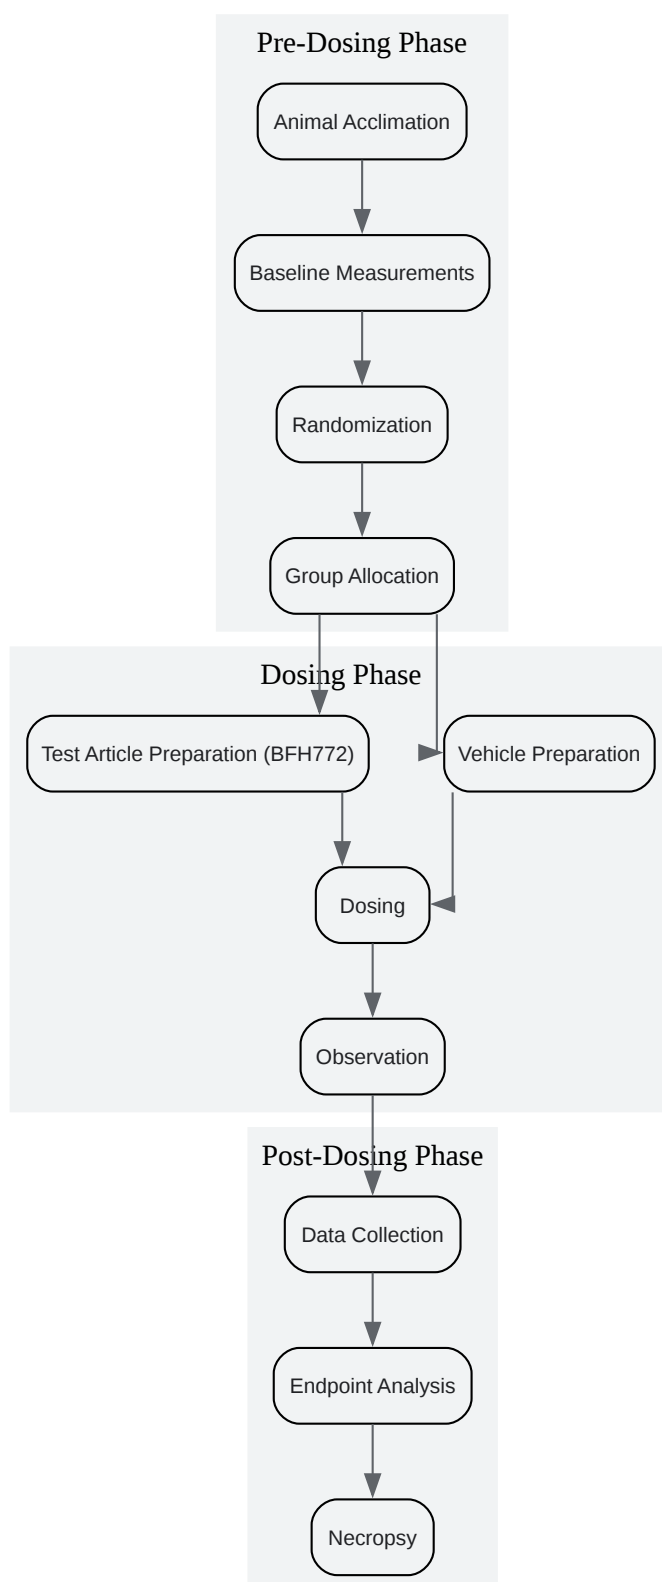 Pre-Dosing Phase
Animal Acclimation
Baseline Measurements
Randomization
Group Allocation
Dosing Phase
Test Article Preparation (BFH772)
Vehicle Preparation
Dosing
Observation
Post-Dosing Phase
Data Collection
Endpoint Analysis
Necropsy